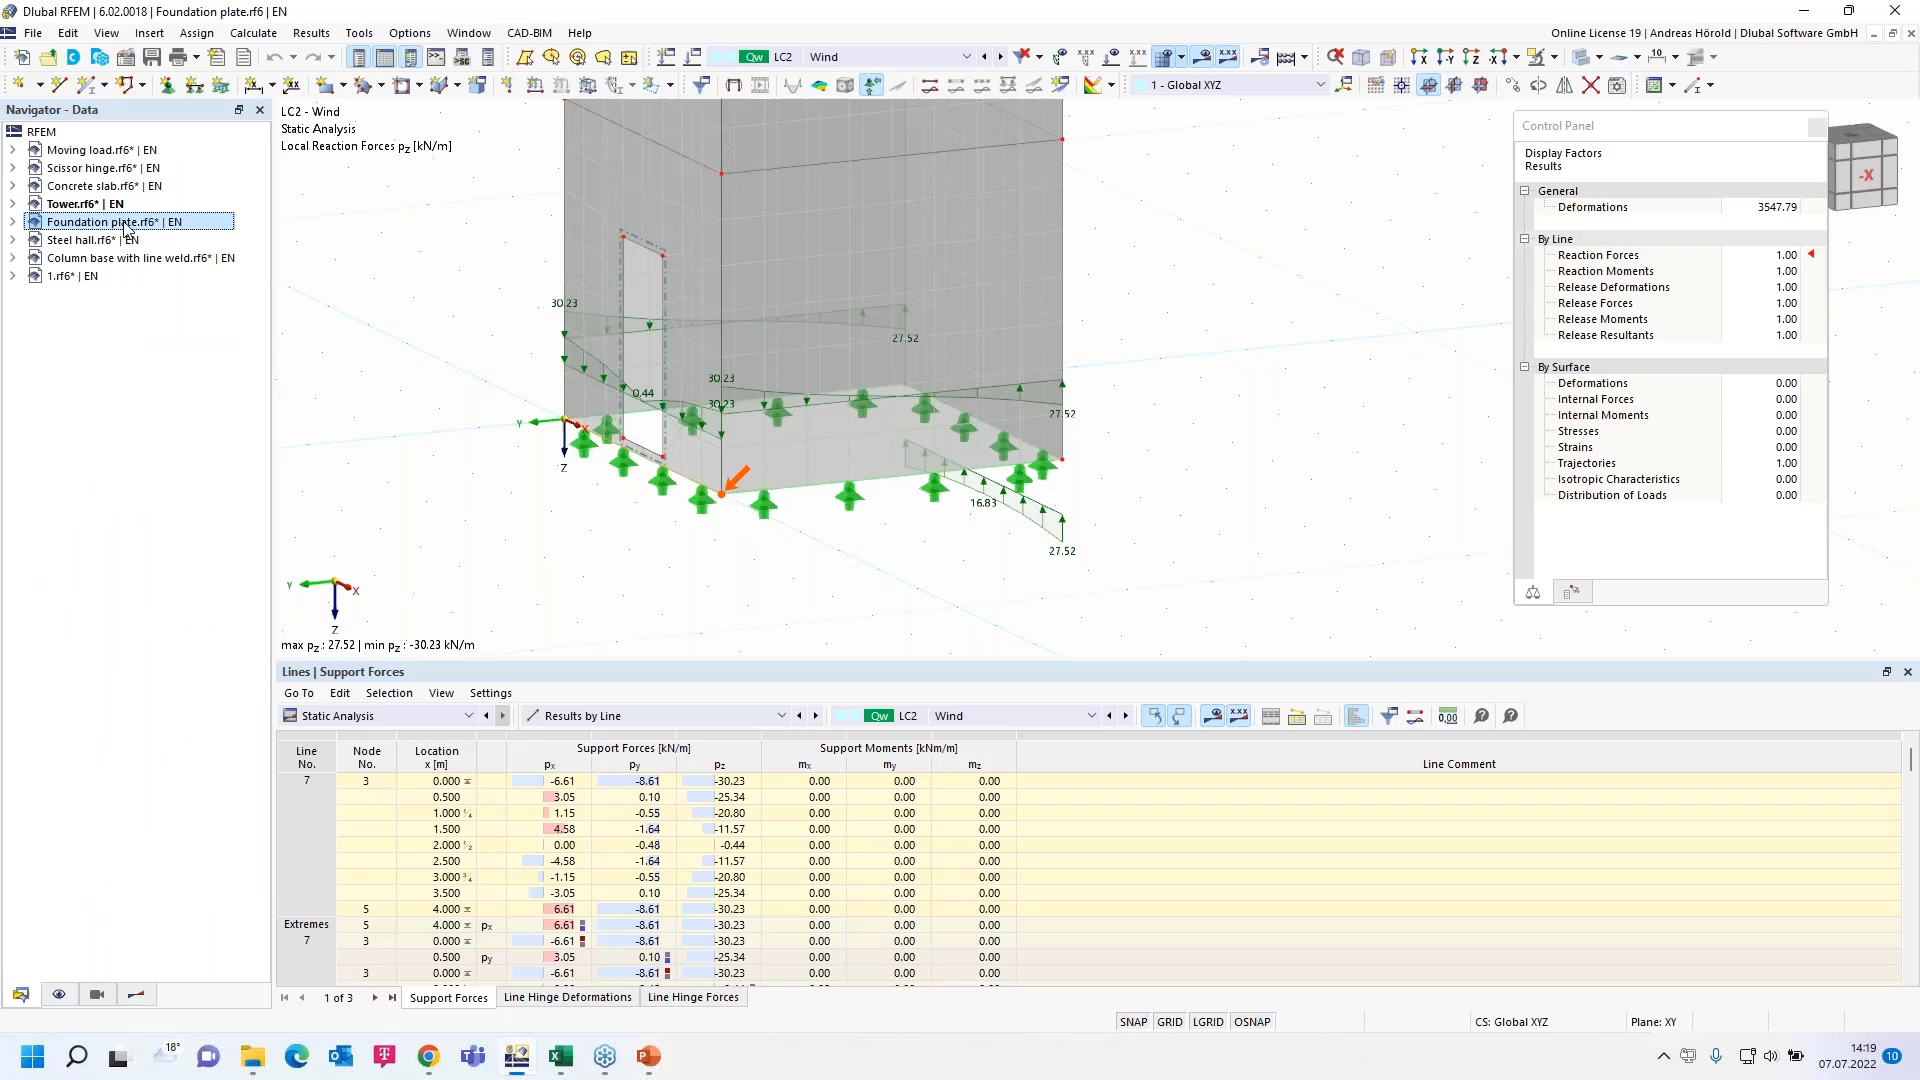 Dlubal RFEM | 6.02.0018 | Foundation plate.rf6 | EN
File Edit View Insert Assign Calculate Results Tools Options Window CAD-BIM Help
Online License 19 | Andreas Hörold | Dlubal Software GmbH
Qw LC2 Wind
1 - Global XYZ
Navigator - Data
RFEM
Moving load.rf6* | EN
Scissor hinge.rf6* | EN
Concrete slab.rf6* | EN
Tower.rf6* | EN
Foundation plate.rf6* | EN
Steel hall.rf6* | EN
Column base with line weld.rf6* | EN
1.rf6* | EN
LC2 - Wind
Static Analysis
Local Reaction Forces pz [kN/m]
30.23
27.52
30.23
0.44
30.23
27.52
16.83
27.52
Y
X
Z
Y
X
Z
max pz : 27.52 | min pz : -30.23 kN/m
-X
Control Panel
Display Factors
Results
General
Deformations 3547.79
By Line
Reaction Forces 1.00
Reaction Moments 1.00
Release Deformations 1.00
Release Forces 1.00
Release Moments 1.00
Release Resultants 1.00
By Surface
Deformations 0.00
Internal Forces 0.00
Internal Moments 0.00
Stresses 0.00
Strains 0.00
Trajectories 1.00
Isotropic Characteristics 0.00
Distribution of Loads 0.00
Lines | Support Forces
Go To Edit Selection View Settings
Static Analysis Results by Line Qw LC2 Wind
Line No. Node No. Location x [m] Support Forces [kN/m] Support Moments [kNm/m] Line Comment
px py pz mx my mz
7 3 0.000 -6.61 -8.61 -30.23 0.00 0.00 0.00
0.500 3.05 0.10 -25.34 0.00 0.00 0.00
1.000 ¼ 1.15 -0.55 -20.80 0.00 0.00 0.00
1.500 4.58 -1.64 -11.57 0.00 0.00 0.00
2.000 ½ 0.00 -0.48 -0.44 0.00 0.00 0.00
2.500 -4.58 -1.64 -11.57 0.00 0.00 0.00
3.000 ¾ -1.15 -0.55 -20.80 0.00 0.00 0.00
3.500 -3.05 0.10 -25.34 0.00 0.00 0.00
5 4.000 6.61 -8.61 -30.23 0.00 0.00 0.00
Extremes 5 4.000 px 6.61 -8.61 -30.23 0.00 0.00 0.00
7 3 0.000 -6.61 -8.61 -30.23 0.00 0.00 0.00
0.500 py 3.05 0.10 -25.34 0.00 0.00 0.00
3 0.000 -6.61 -8.61 -30.23 0.00 0.00 0.00
1 of 3 Support Forces Line Hinge Deformations Line Hinge Forces
SNAP GRID LGRID OSNAP CS: Global XYZ Plane: XY
18°
14:19
07.07.2022
10